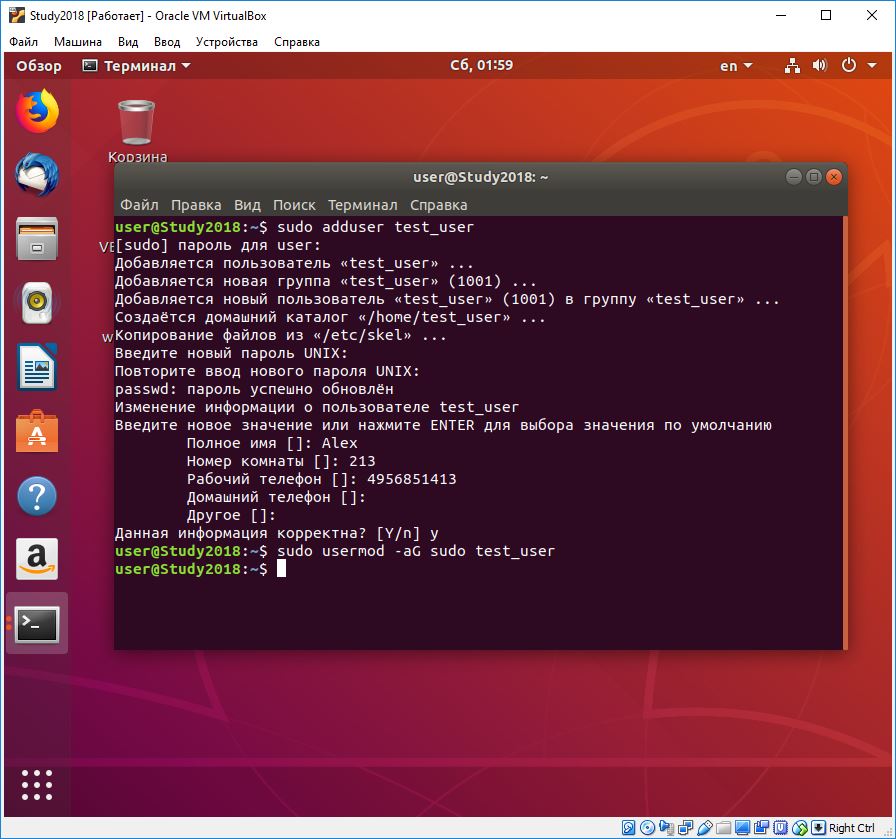 Study2018 [Работает] - Oracle VM VirtualBox
Файл Машина Вид Ввод Устройства Справка
Обзор Терминал Сб, 01:59 en
Корзина
user@Study2018: ~
Файл Правка Вид Поиск Терминал Справка
user@Study2018:~$ sudo adduser test_user
[sudo] пароль для user:
Добавляется пользователь «test_user» ...
Добавляется новая группа «test_user» (1001) ...
Добавляется новый пользователь «test_user» (1001) в группу «test_user» ...
Создаётся домашний каталог «/home/test_user» ...
Копирование файлов из «/etc/skel» ...
Введите новый пароль UNIX:
Повторите ввод нового пароля UNIX:
passwd: пароль успешно обновлён
Изменение информации о пользователе test_user
Введите новое значение или нажмите ENTER для выбора значения по умолчанию
Полное имя []: Alex
Номер комнаты []: 213
Рабочий телефон []: 4956851413
Домашний телефон []:
Другое []:
Данная информация корректна? [Y/n] y
user@Study2018:~$ sudo usermod -aG sudo test_user
user@Study2018:~$
Right Ctrl